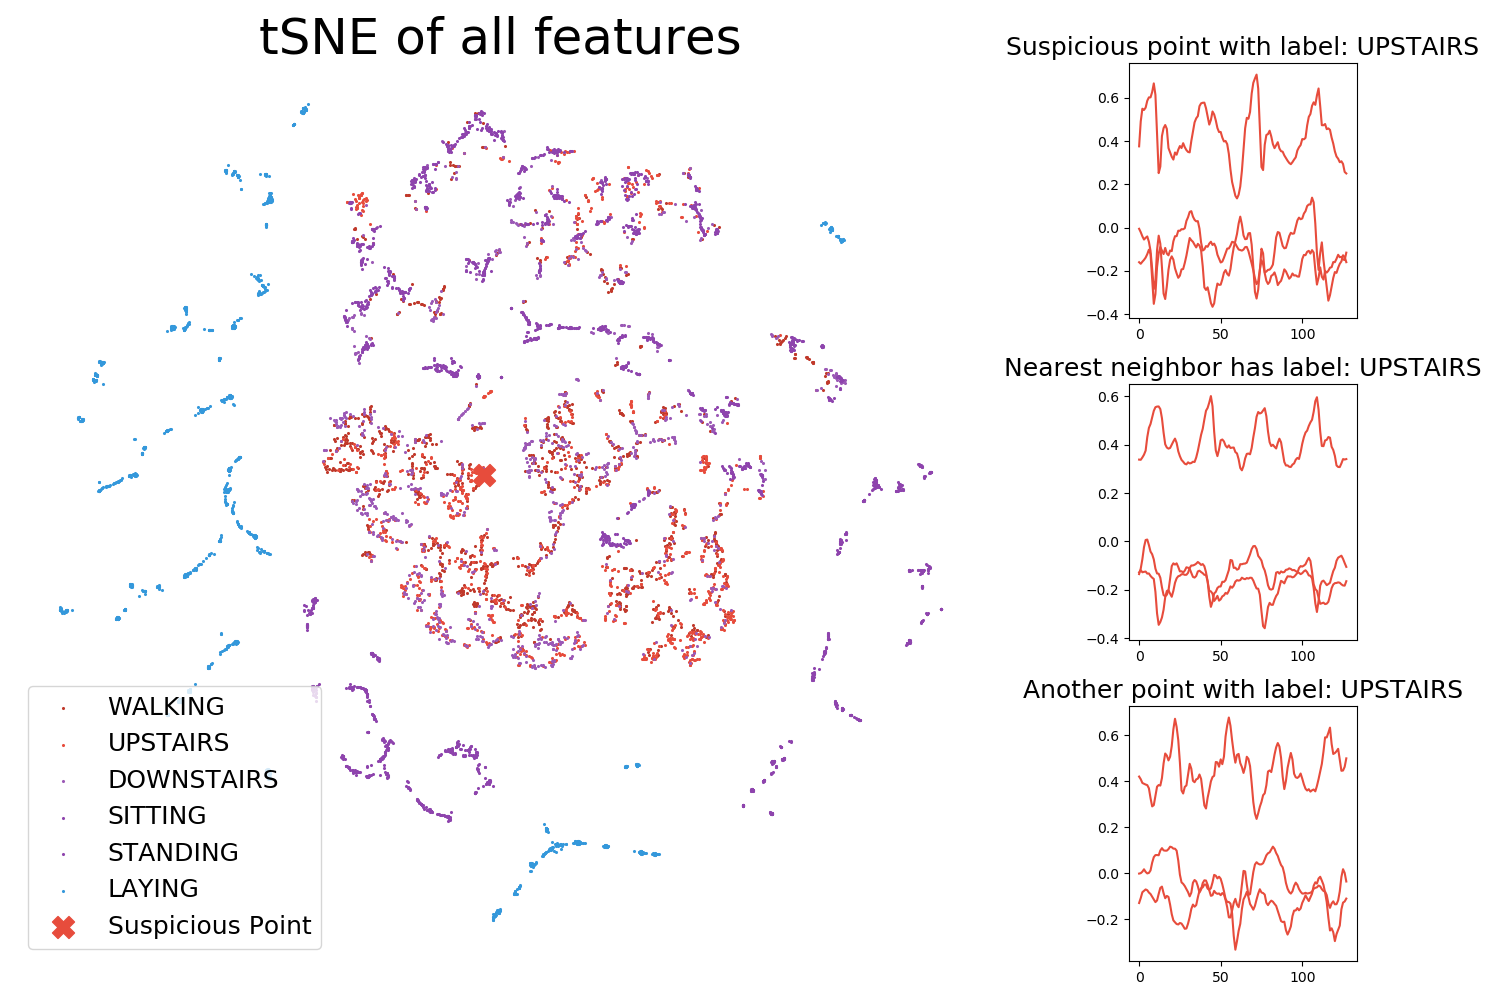 tSNE of all features
WALKING
UPSTAIRS
DOWNSTAIRS
SITTING
STANDING
LAYING
Suspicious Point
Suspicious point with label: UPSTAIRS
0.6
0.4
0.2
0.0
−0.2
−0.4
0
50
100
Nearest neighbor has label: UPSTAIRS
0.6
0.4
0.2
0.0
−0.2
−0.4
0
50
100
Another point with label: UPSTAIRS
0.6
0.4
0.2
0.0
−0.2
0
50
100